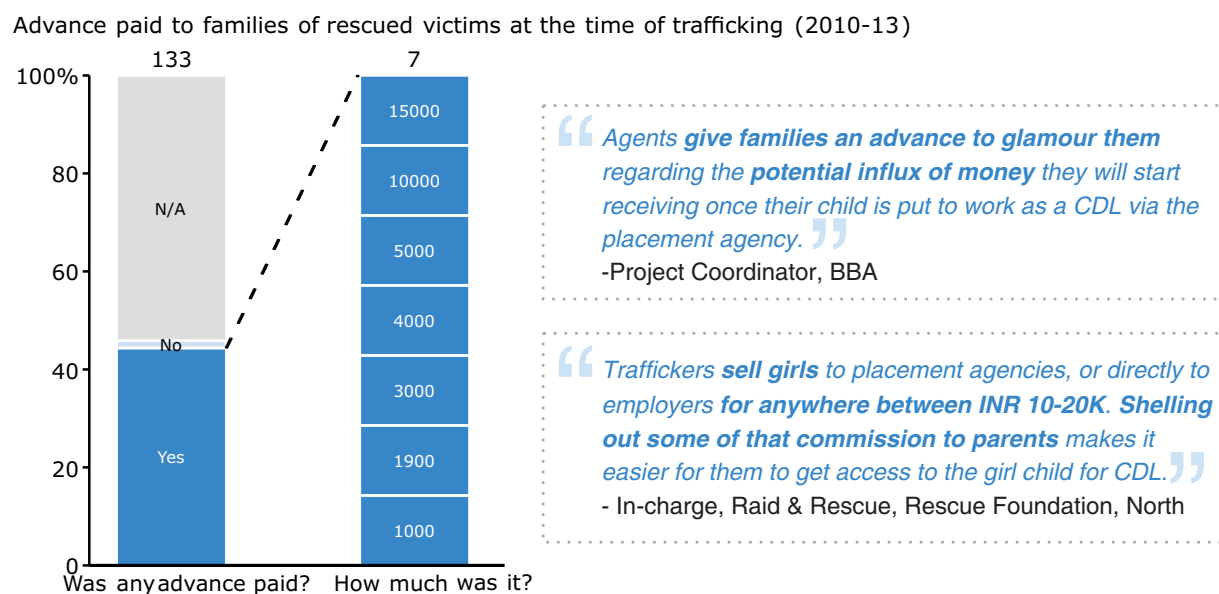 Advance paid to families of rescued victims at the time of trafficking (2010-13)
133
7
100%
80
60
40
20
0
N/A
No
Yes
15000
10000
5000
4000
3000
1900
1000
Was any advance paid?
How much was it?
“ Agents give families an advance to glamour them
regarding the potential influx of money they will start
receiving once their child is put to work as a CDL via the
placement agency. ”
-Project Coordinator, BBA
“ Traffickers sell girls to placement agencies, or directly to
employers for anywhere between INR 10-20K. Shelling
out some of that commission to parents makes it
easier for them to get access to the girl child for CDL. ”
- In-charge, Raid & Rescue, Rescue Foundation, North